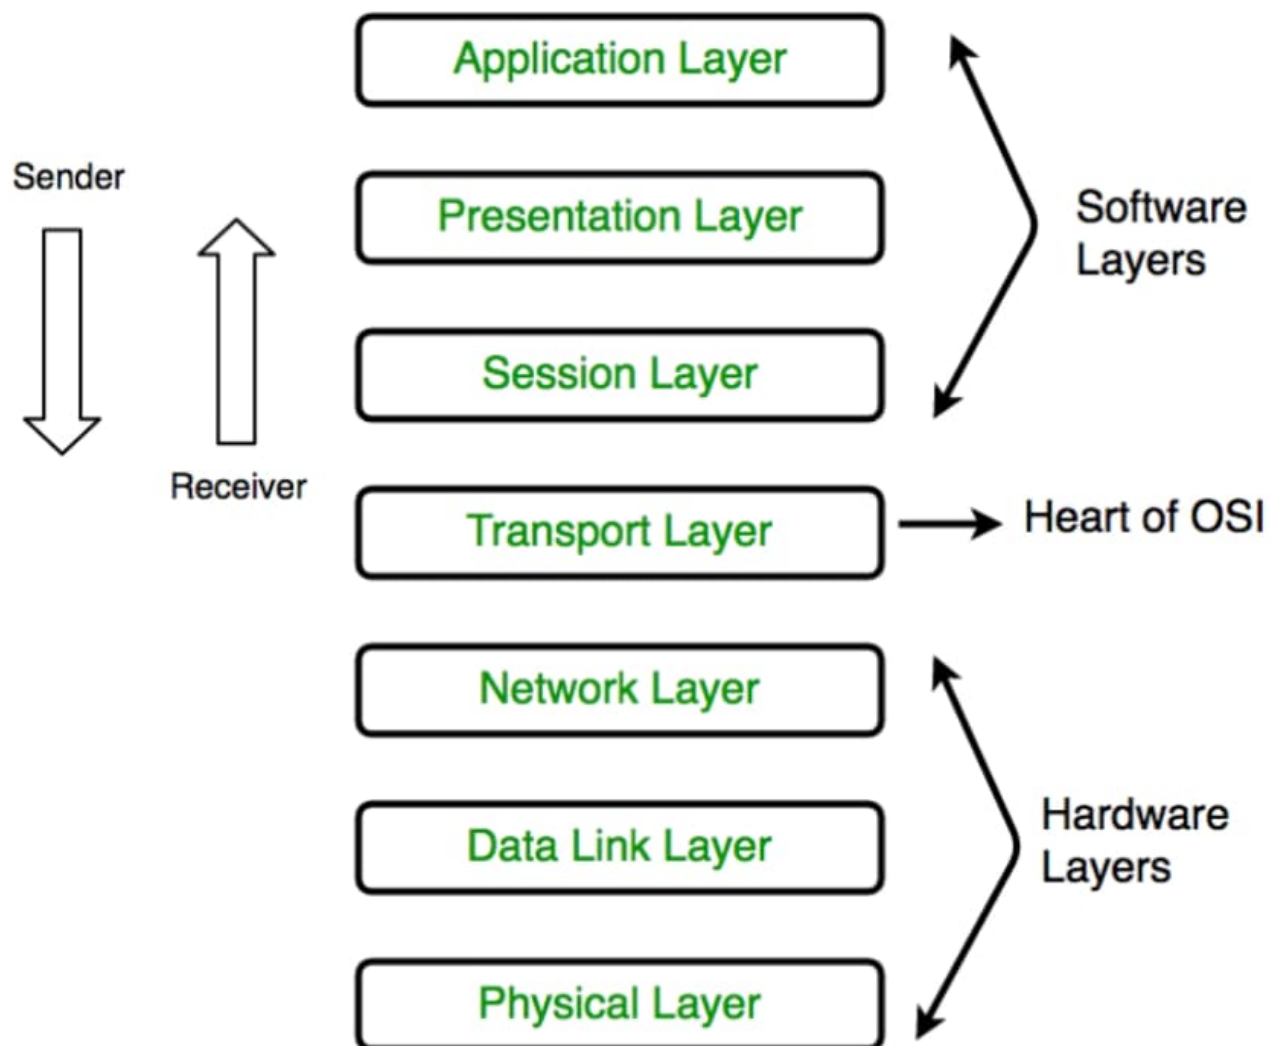 Application Layer
Sender
Presentation Layer
Software
Layers
Session Layer
Receiver
Transport Layer
Heart of OSI
Network Layer
Hardware
Layers
Data Link Layer
Physical Layer